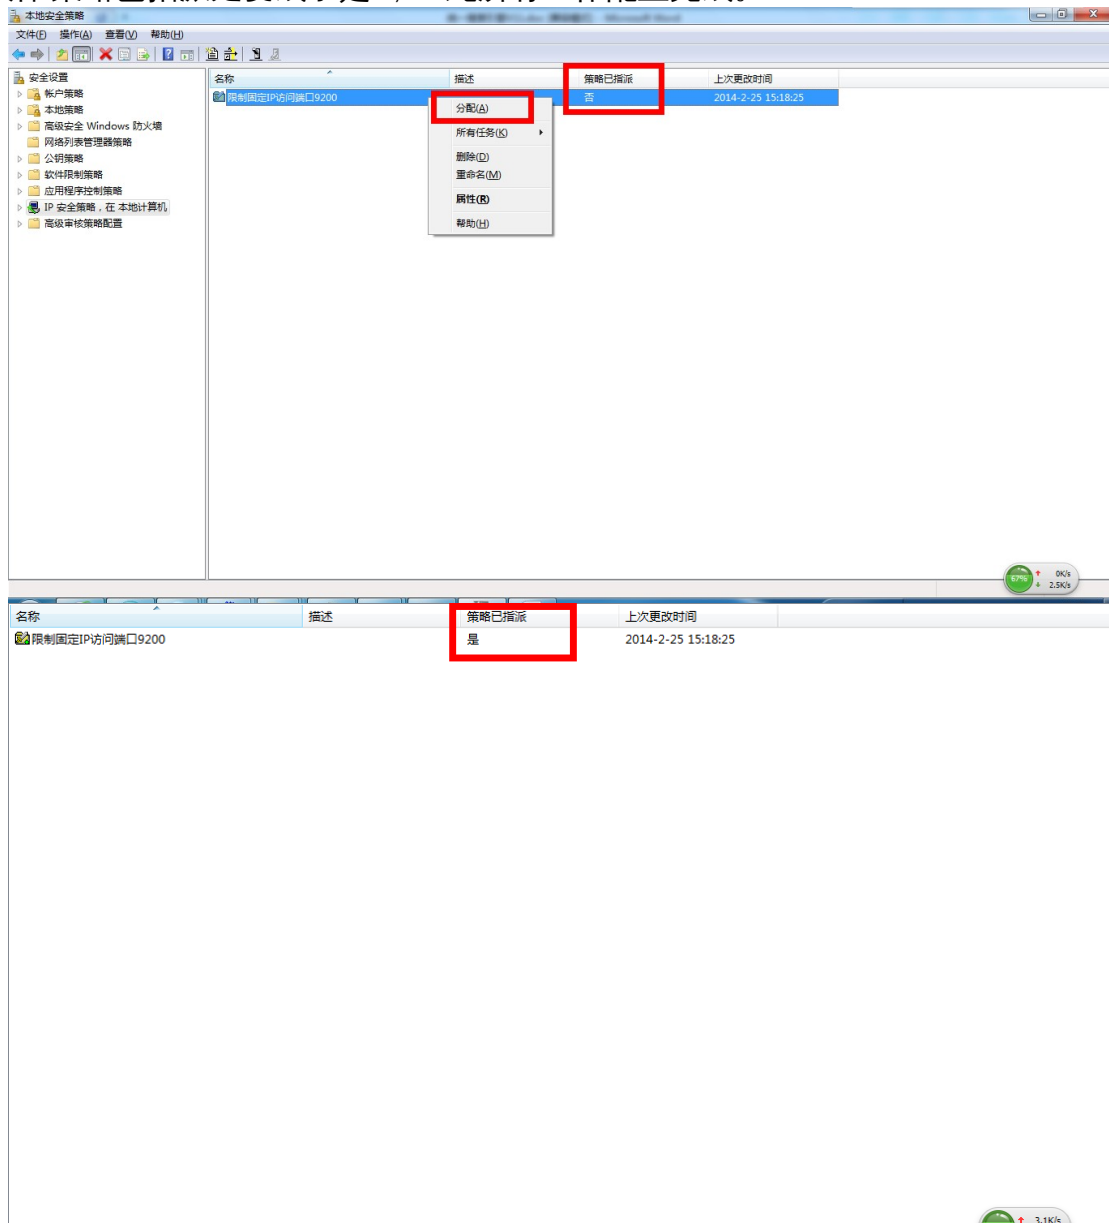 本地安全策略
文件(F) 操作(A) 查看(V) 帮助(H)
安全设置
帐户策略
本地策略
高级安全 Windows 防火墙
网络列表管理器策略
公钥策略
软件限制策略
应用程序控制策略
IP 安全策略，在 本地计算机
高级审核策略配置
名称 描述 策略已指派 上次更改时间
限制固定IP访问端口9200 否 2014-2-25 15:18:25
分配(A)
所有任务(K)
删除(D)
重命名(M)
属性(R)
帮助(H)
67% 0K/s
2.5K/s
名称 描述 策略已指派 上次更改时间
限制固定IP访问端口9200 是 2014-2-25 15:18:25
3.1K/s